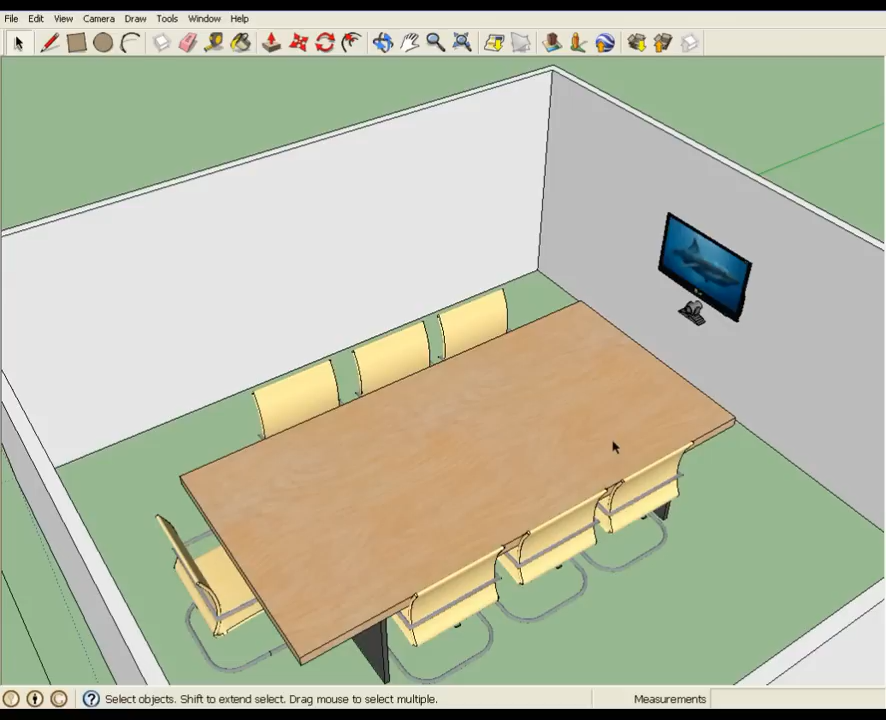 File Edit View Camera Draw Tools Window Help
Select objects. Shift to extend select. Drag mouse to select multiple. Measurements